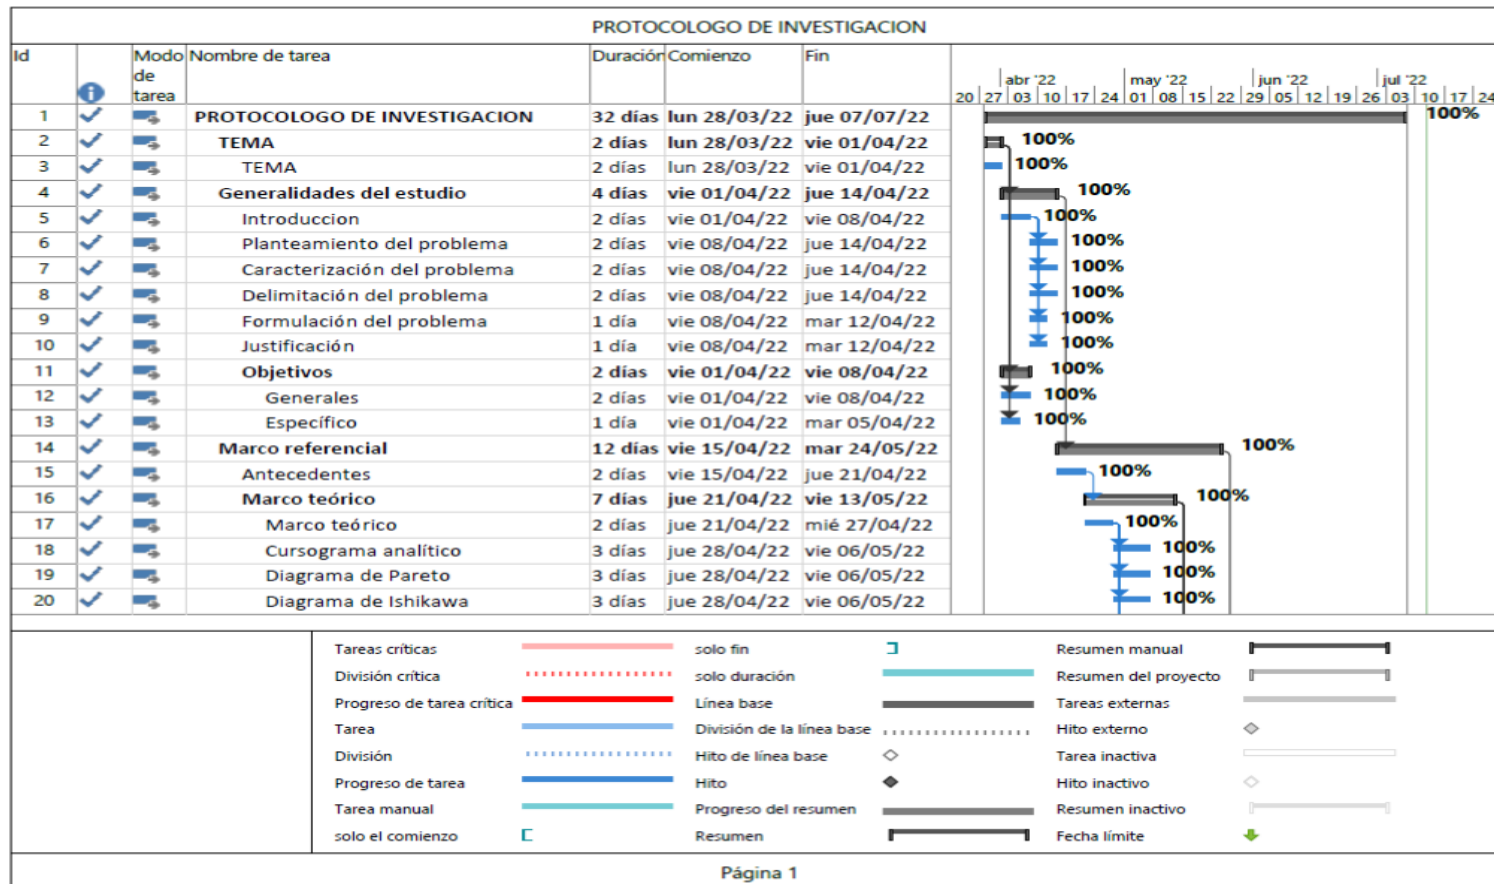 PROTOCOLOGO DE INVESTIGACION
Id Modo de tarea Nombre de tarea Duración Comienzo Fin
abr '22 may '22 jun '22 jul '22
20 27 03 10 17 24 01 08 15 22 29 05 12 19 26 03 10 17 24
1 PROTOCOLOGO DE INVESTIGACION 32 días lun 28/03/22 jue 07/07/22 100%
2 TEMA 2 días lun 28/03/22 vie 01/04/22 100%
3 TEMA 2 días lun 28/03/22 vie 01/04/22 100%
4 Generalidades del estudio 4 días vie 01/04/22 jue 14/04/22 100%
5 Introduccion 2 días vie 01/04/22 vie 08/04/22 100%
6 Planteamiento del problema 2 días vie 08/04/22 jue 14/04/22 100%
7 Caracterización del problema 2 días vie 08/04/22 jue 14/04/22 100%
8 Delimitación del problema 2 días vie 08/04/22 jue 14/04/22 100%
9 Formulación del problema 1 día vie 08/04/22 mar 12/04/22 100%
10 Justificación 1 día vie 08/04/22 mar 12/04/22 100%
11 Objetivos 2 días vie 01/04/22 vie 08/04/22 100%
12 Generales 2 días vie 01/04/22 vie 08/04/22 100%
13 Específico 1 día vie 01/04/22 mar 05/04/22 100%
14 Marco referencial 12 días vie 15/04/22 mar 24/05/22 100%
15 Antecedentes 2 días vie 15/04/22 jue 21/04/22 100%
16 Marco teórico 7 días jue 21/04/22 vie 13/05/22 100%
17 Marco teórico 2 días jue 21/04/22 mié 27/04/22 100%
18 Cursograma analítico 3 días jue 28/04/22 vie 06/05/22 100%
19 Diagrama de Pareto 3 días jue 28/04/22 vie 06/05/22 100%
20 Diagrama de Ishikawa 3 días jue 28/04/22 vie 06/05/22 100%
Tareas críticas solo fin Resumen manual
División crítica solo duración Resumen del proyecto
Progreso de tarea crítica Línea base Tareas externas
Tarea División de la línea base Hito externo
División Hito de línea base Tarea inactiva
Progreso de tarea Hito Hito inactivo
Tarea manual Progreso del resumen Resumen inactivo
solo el comienzo Resumen Fecha límite
Página 1